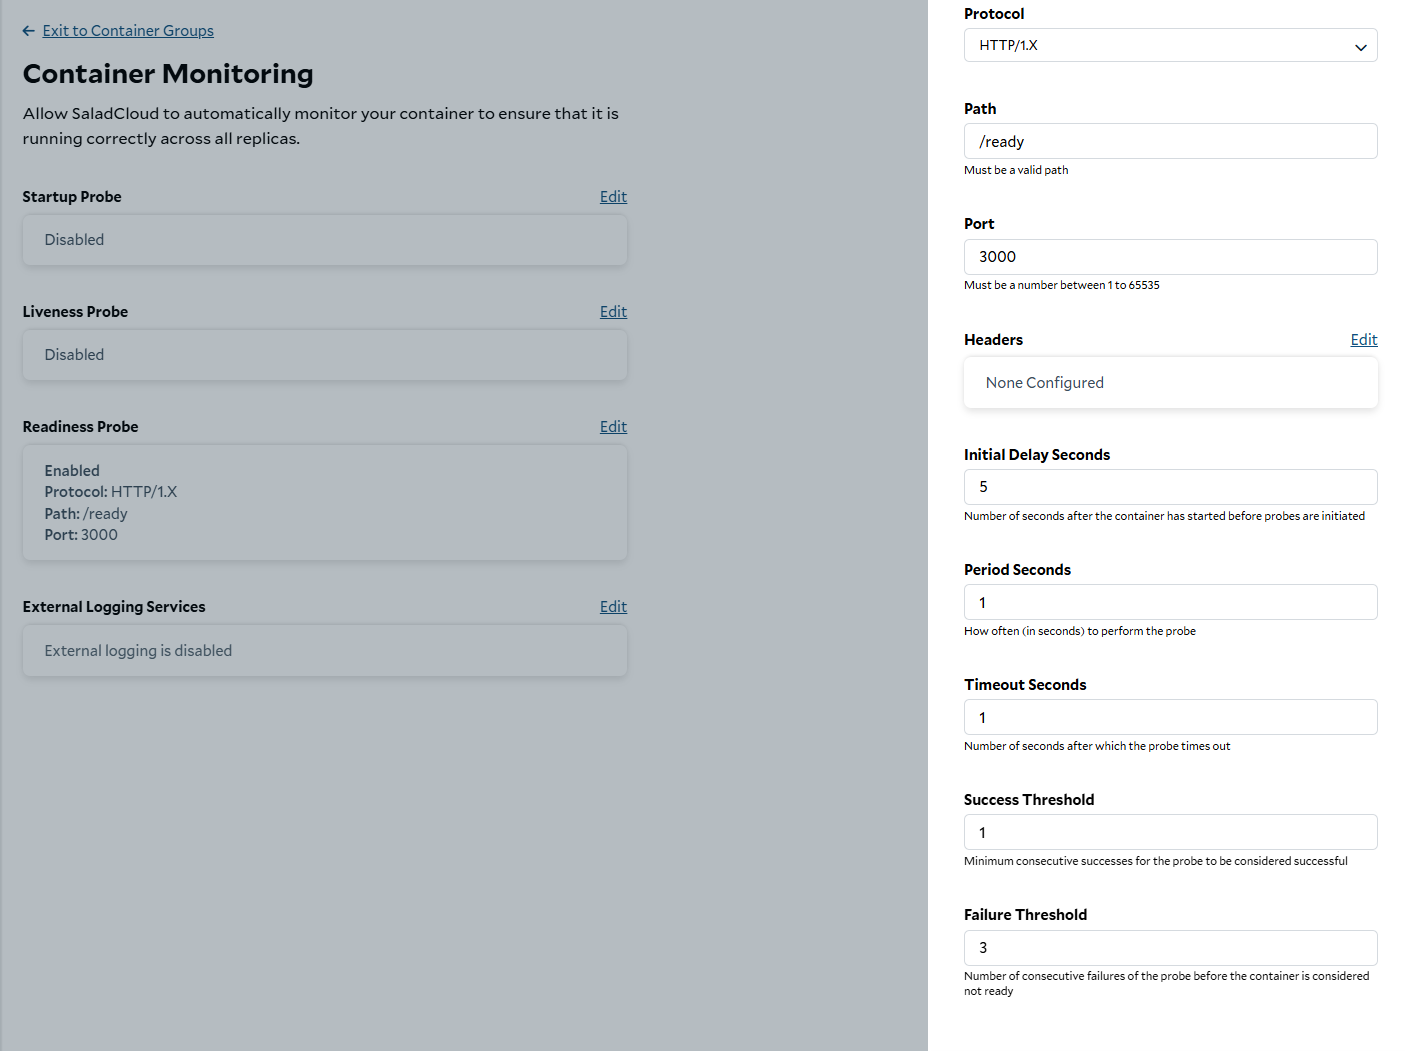 ← Exit to Container Groups
Container Monitoring
Allow SaladCloud to automatically monitor your container to ensure that it is
running correctly across all replicas.
Startup Probe Edit
Disabled
Liveness Probe Edit
Disabled
Readiness Probe Edit
Enabled
Protocol: HTTP/1.X
Path: /ready
Port: 3000
External Logging Services Edit
External logging is disabled
Protocol
HTTP/1.X
Path
/ready
Must be a valid path
Port
3000
Must be a number between 1 to 65535
Headers Edit
None Configured
Initial Delay Seconds
5
Number of seconds after the container has started before probes are initiated
Period Seconds
1
How often (in seconds) to perform the probe
Timeout Seconds
1
Number of seconds after which the probe times out
Success Threshold
1
Minimum consecutive successes for the probe to be considered successful
Failure Threshold
3
Number of consecutive failures of the probe before the container is considered
not ready